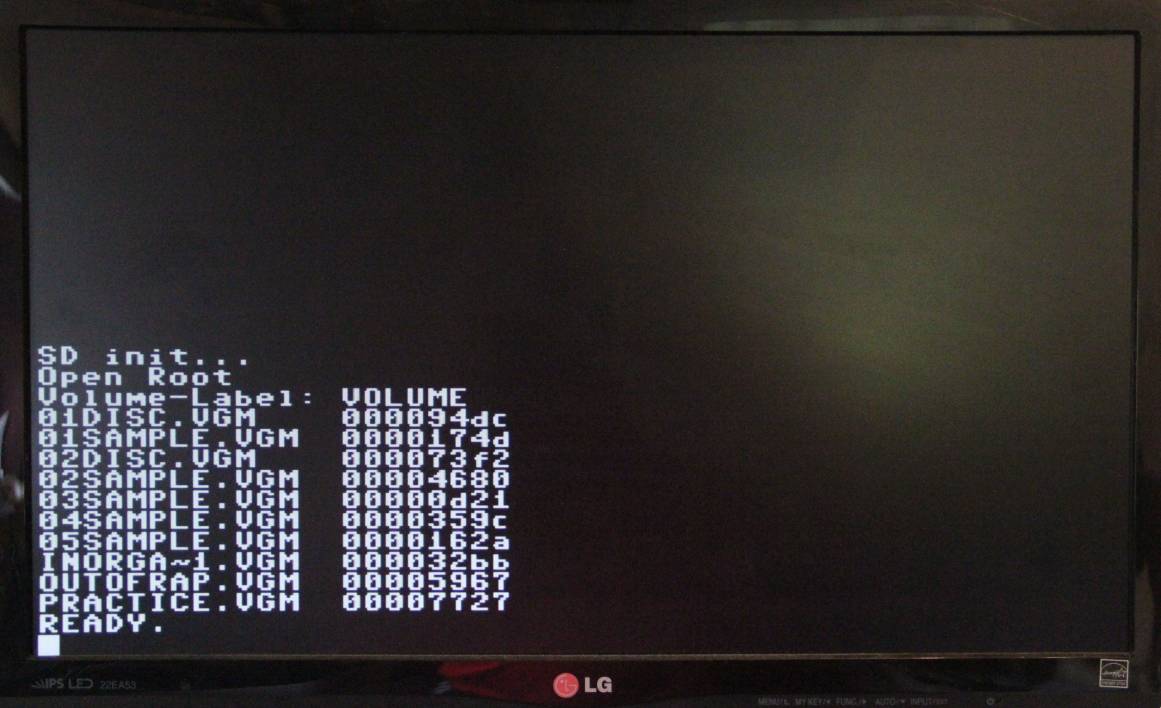 SD init...
Open Root
Volume-Label: VOLUME
01DISC.VGM 000094dc
01SAMPLE.VGM 0000174d
02DISC.VGM 000073f2
02SAMPLE.VGM 00004680
03SAMPLE.VGM 00000d21
04SAMPLE.VGM 0000359c
05SAMPLE.VGM 0000162a
INORGA~1.VGM 000032bb
OUTOFRAP.VGM 00005967
PRACTICE.VGM 00007727
READY.
IPS LED 22EA53
LG
MENU MY KEY FUNC. AUTO INPUT